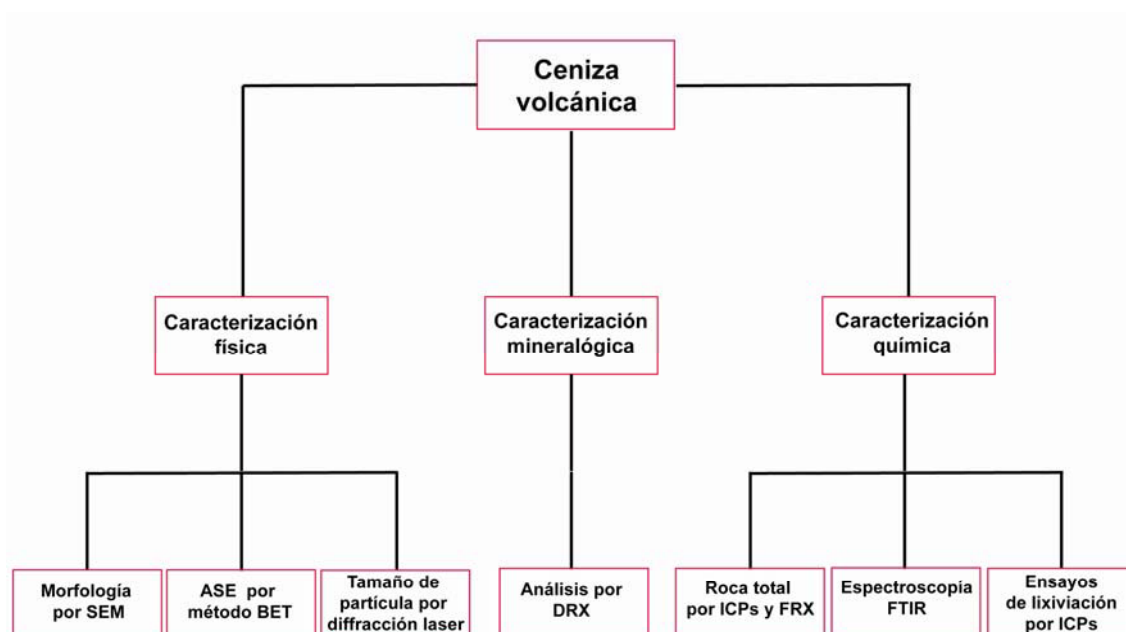 Ceniza
volcánica
Caracterización
física
Caracterización
mineralógica
Caracterización
química
Morfología
por SEM
ASE por
método BET
Tamaño de
partícula por
diffracción laser
Análisis por
DRX
Roca total
por ICPs y FRX
Espectroscopia
FTIR
Ensayos
de lixiviación
por ICPs